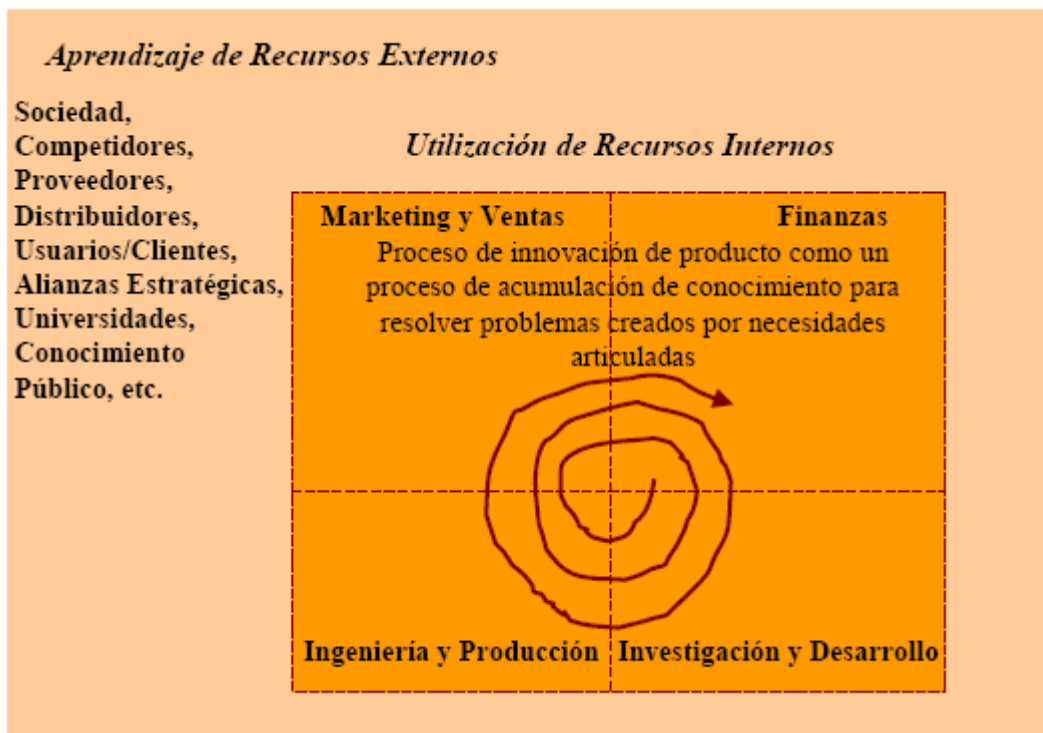 Aprendizaje de Recursos Externos
Sociedad,
Competidores,
Proveedores,
Distribuidores,
Usuarios/Clientes,
Alianzas Estratégicas,
Universidades,
Conocimiento
Público, etc.
Utilización de Recursos Internos
Marketing y Ventas
Finanzas
Proceso de innovación de producto como un
proceso de acumulación de conocimiento para
resolver problemas creados por necesidades
articuladas
Ingeniería y Producción
Investigación y Desarrollo